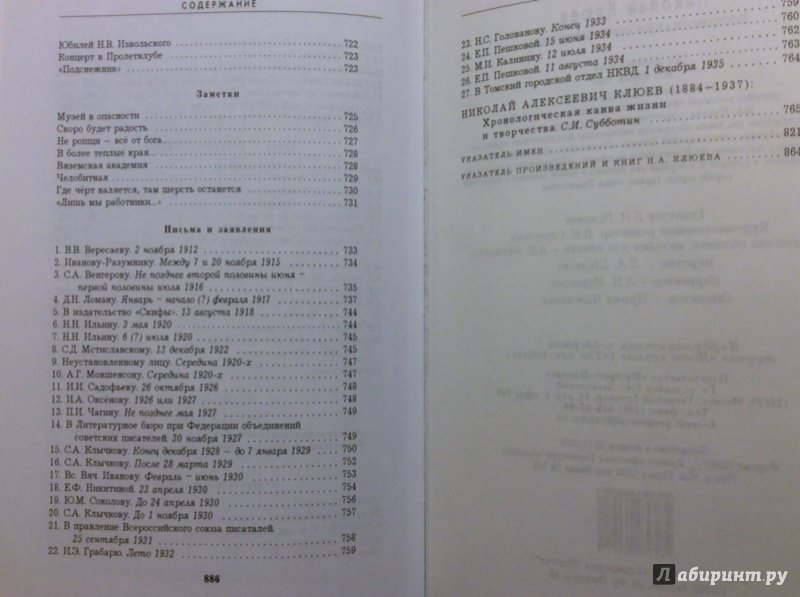 СОДЕРЖАНИЕ
Юбилей Н.В. Извольского 722
Концерт в Пролетклубе 723
«Подснежник» 723
Заметки
Музей в опасности 725
Скоро будет радость 726
Не ропщи – всё от бога... 727
В более теплые края... 728
Вяземская академия 728
Челобитная 728
Где чёрт валяется, там шерсть останется 730
«Лишь мы работники...» 731
Письма и заявления
1. В.В. Вересаеву. 2 ноября 1912 733
2. Иванову-Разумнику. Между 7 и 20 ноября 1915 734
3. С.А. Венгерову. Не позднее второй половины июня –
первой половины июля 1916 735
4. Д.Н. Ломану. Январь – начало (?) февраля 1917 737
5. В издательство «Скифы». 13 августа 1918 744
6. Н.Н. Ильину. 3 мая 1920 744
7. Н.Н. Ильину. 6 (?) июля 1920 745
8. С.Д. Мстиславскому. 13 декабря 1922 747
9. Неустановленному лицу. Середина 1920-х 747
10. А.Г. Мовшенсону. Середина 1920-х 747
11. И.И. Садофьеву. 26 октября 1926 748
12. И.А. Оксёнову. 1926 или 1927 748
13. П.И. Чагину. Не позднее мая 1927 749
14. В Литературное бюро при Федерации объединений
советских писателей. 30 ноября 1927 749
15. С.А. Клычкову. Конец декабря 1928 – до 7 января 1929 750
16. С.А. Клычкову. После 28 марта 1929 752
17. Вс. Вяч. Иванову. Февраль – июнь 1930 753
18. Е.Ф. Никитиной. 23 апреля 1930 754
19. Ю.М. Соколову. До 24 апреля 1930 756
20. С.А. Клычкову. До 1 ноября 1930 757
21. В правление Всероссийского союза писателей.
25 сентября 1931 758
22. И.Э. Грабарю. Лето 1932 759
886
23. Н.С. Голованову. Конец 1933 759
24. Е.П. Пешковой. 15 июня 1934 760
25. М.И. Калинину. 12 июля 1934 762
26. Е.П. Пешковой. 11 августа 1934 763
27. В Томский городской отдел НКВД. 1 декабря 1935 764
НИКОЛАЙ АЛЕКСЕЕВИЧ КЛЮЕВ (1884–1937):
Хронологическая канва жизни
и творчества. С.И. Субботин 765
УКАЗАТЕЛЬ ИМЕН 821
УКАЗАТЕЛЬ ПРОИЗВЕДЕНИЙ И КНИГ Н.А. КЛЮЕВА 864
Лабиринт.ру